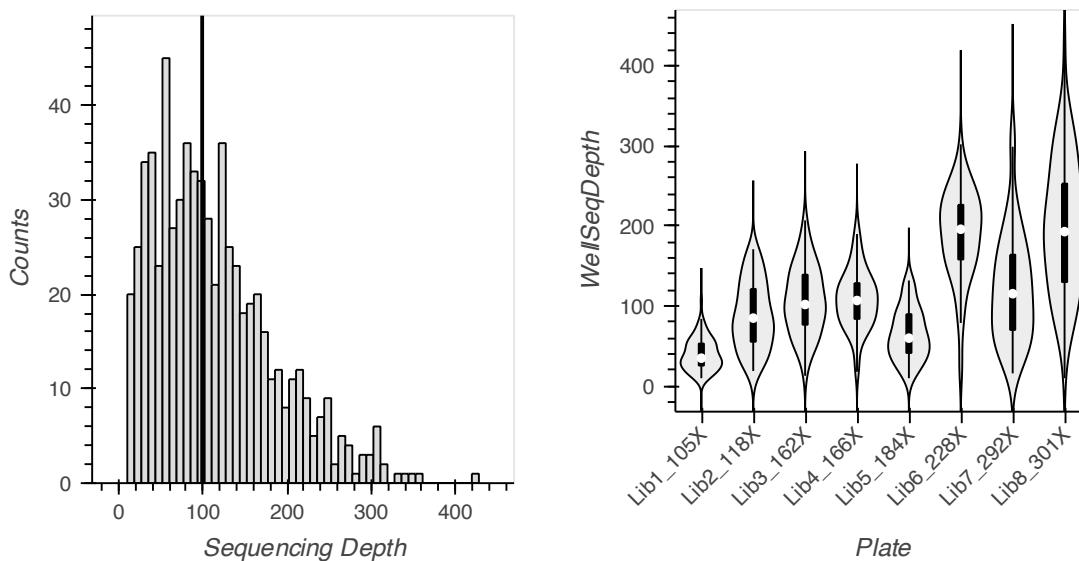 40
30
20
10
0
Counts
0
100
200
300
400
Sequencing Depth
400
300
200
100
0
WellSeqDepth
Lib1_105X
Lib2_118X
Lib3_162X
Lib4_166X
Lib5_184X
Lib6_228X
Lib7_292X
Lib8_301X
Plate